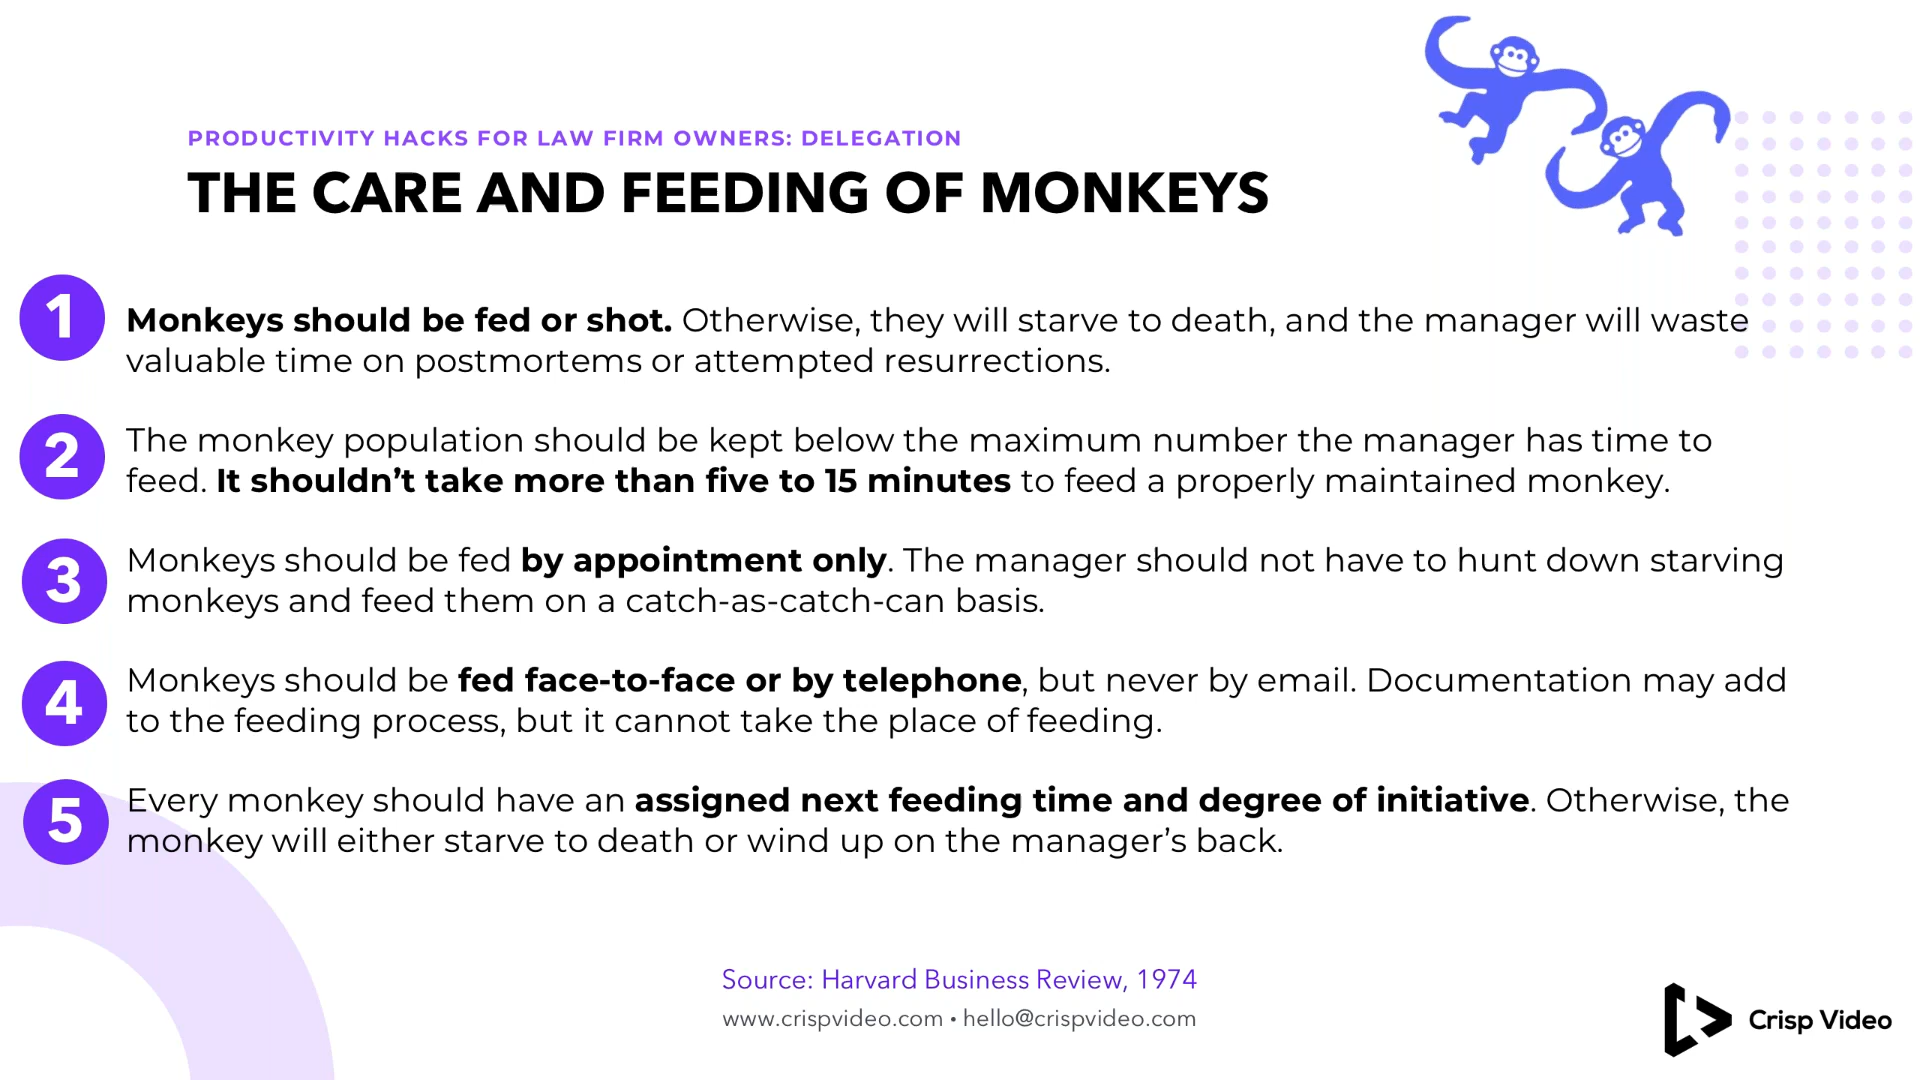 PRODUCTIVITY HACKS FOR LAW FIRM OWNERS: DELEGATION
THE CARE AND FEEDING OF MONKEYS
1
Monkeys should be fed or shot. Otherwise, they will starve to death, and the manager will waste
valuable time on postmortems or attempted resurrections.
2
The monkey population should be kept below the maximum number the manager has time to
feed. It shouldn’t take more than five to 15 minutes to feed a properly maintained monkey.
3
Monkeys should be fed by appointment only. The manager should not have to hunt down starving
monkeys and feed them on a catch-as-catch-can basis.
4
Monkeys should be fed face-to-face or by telephone, but never by email. Documentation may add
to the feeding process, but it cannot take the place of feeding.
5
Every monkey should have an assigned next feeding time and degree of initiative. Otherwise, the
monkey will either starve to death or wind up on the manager’s back.
Source: Harvard Business Review, 1974
www.crispvideo.com • hello@crispvideo.com
Crisp Video